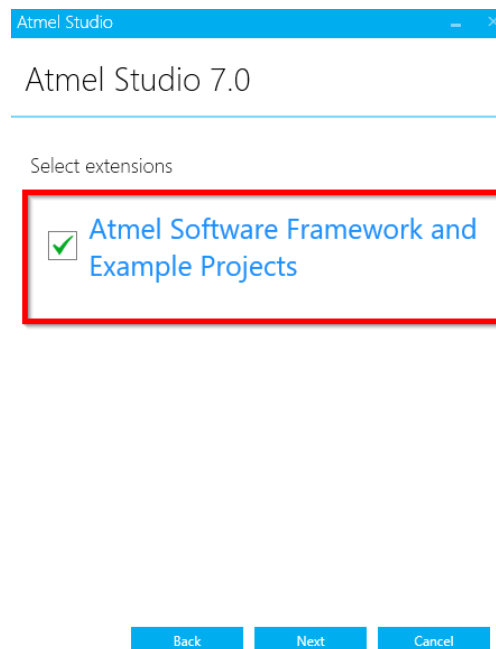 Atmel Studio
Atmel Studio 7.0
Select extensions
Atmel Software Framework and
Example Projects
Back Next Cancel